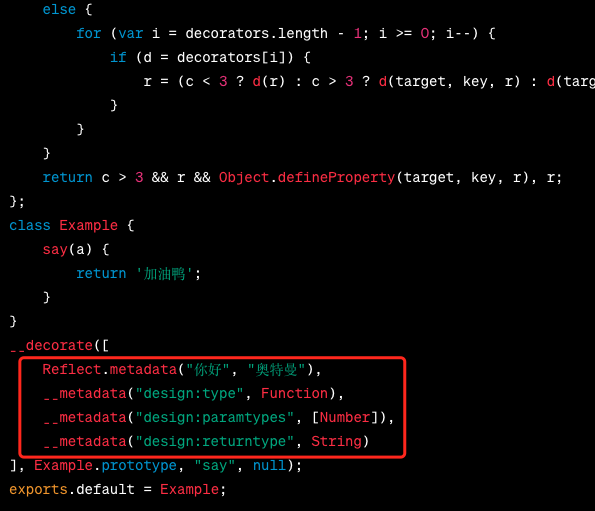 else {
for (var i = decorators.length - 1; i >= 0; i--) {
if (d = decorators[i]) {
r = (c < 3 ? d(r) : c > 3 ? d(target, key, r) : d(targ
}
}
}
return c > 3 && r && Object.defineProperty(target, key, r), r;
};
class Example {
say(a) {
return '加油鸭';
}
}
__decorate([
Reflect.metadata("你好", "奥特曼"),
__metadata("design:type", Function),
__metadata("design:paramtypes", [Number]),
__metadata("design:returntype", String)
], Example.prototype, "say", null);
exports.default = Example;